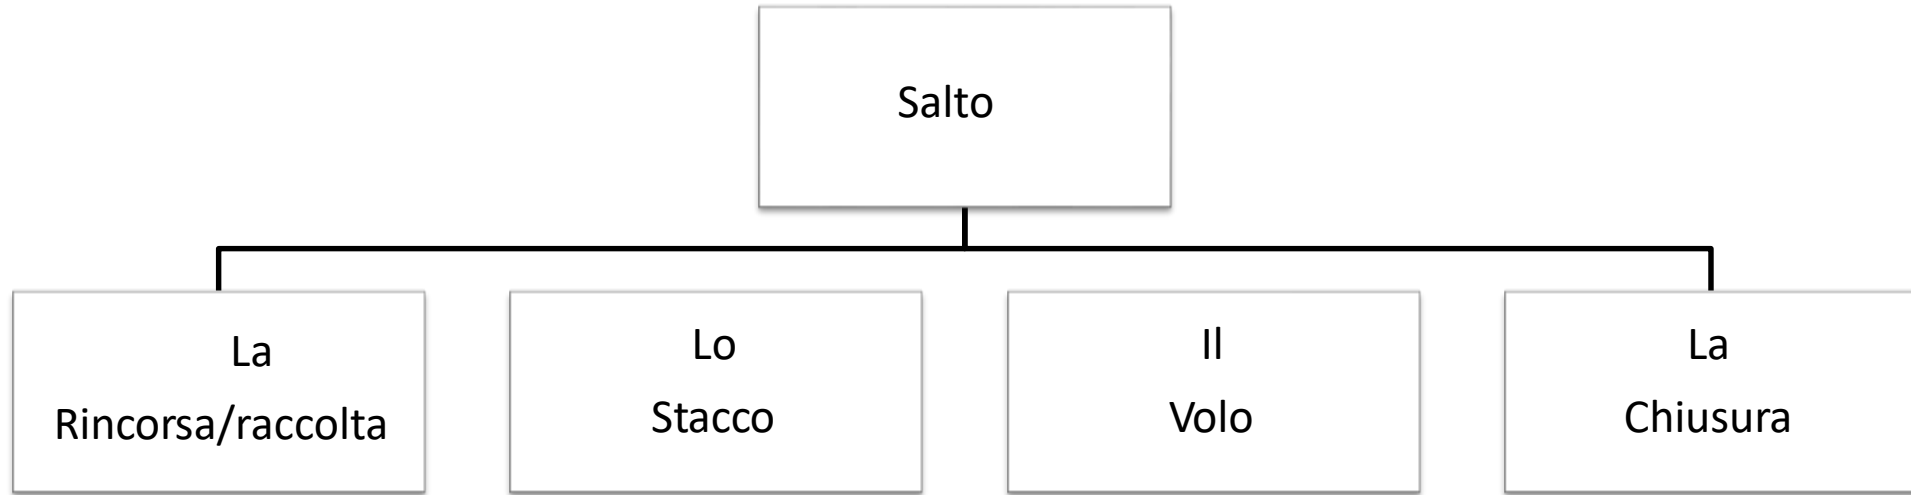 Salto
La
Rincorsa/raccolta
Lo
Stacco
Il
Volo
La
Chiusura